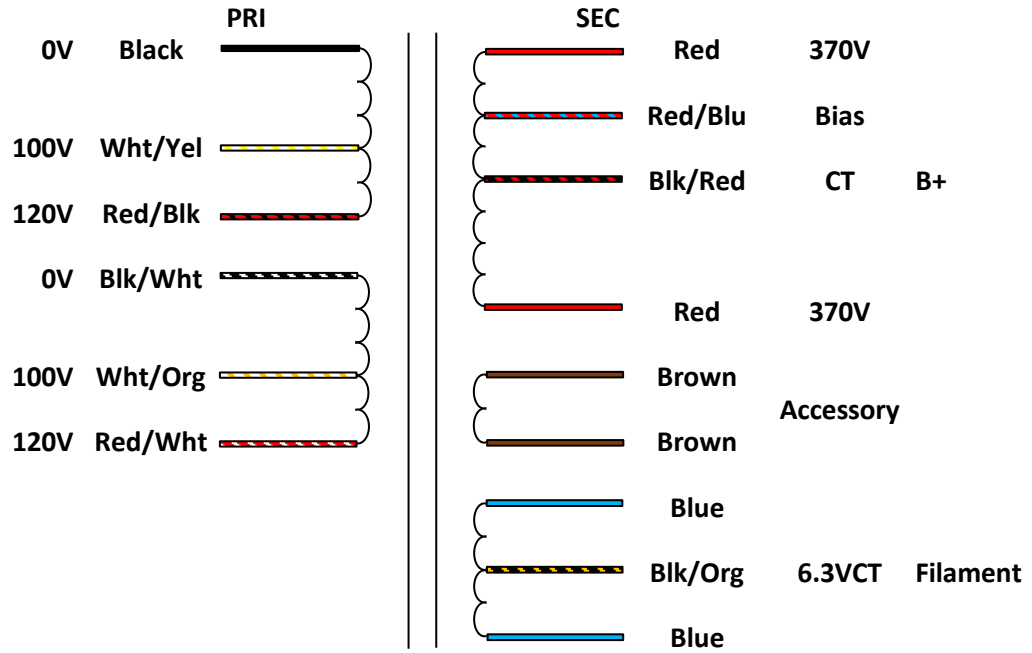 PRI
0V Black
100V Wht/Yel
120V Red/Blk
0V Blk/Wht
100V Wht/Org
120V Red/Wht
SEC
Red 370V
Red/Blu Bias
Blk/Red CT B+
Red 370V
Brown
Accessory
Brown
Blue
Blk/Org 6.3VCT Filament
Blue